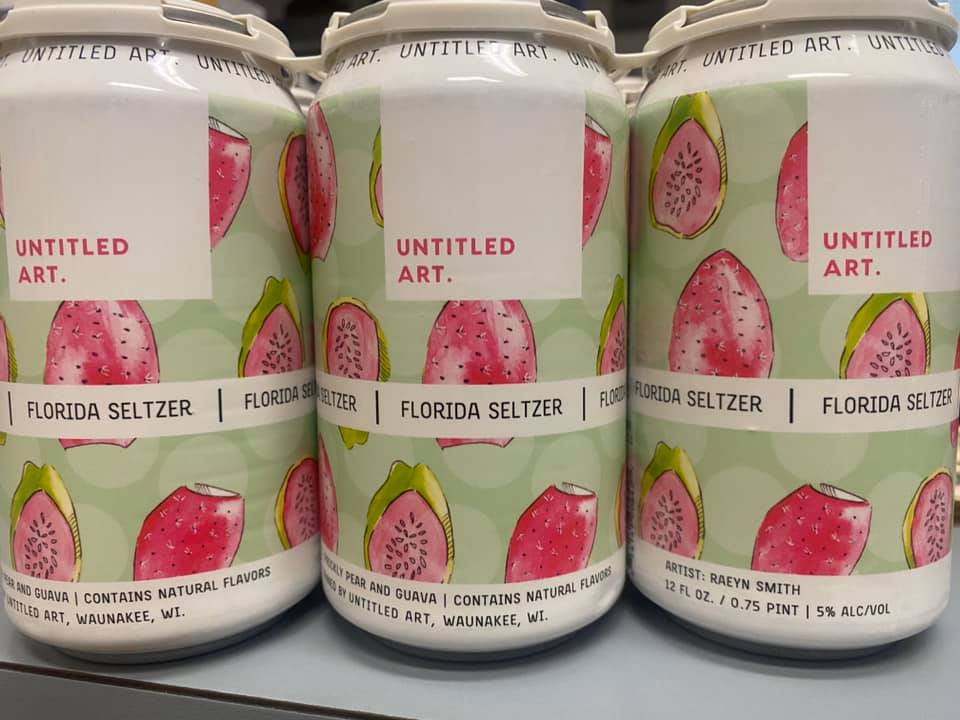 UNTITLED ART. UNTITLED
UNTITLED
ART.
FLORIDA SELTZER | FLORIDA
PEAR AND GUAVA | CONTAINS NATURAL FLAVORS
UNTITLED ART, WAUNAKEE, WI.
ART. UNTITLED ART.
UNTITLED
ART.
SELTZER | FLORIDA SELTZER |
PRICKLY PEAR AND GUAVA | CONTAINS NATURAL FLAVORS
BY UNTITLED ART, WAUNAKEE, WI.
ART. UNTITLED ART. UNTITLED
UNTITLED
ART.
FLORIDA SELTZER | FLORIDA SELTZER
ARTIST: RAEYN SMITH
12 FL OZ. / 0.75 PINT | 5% ALC/VOL